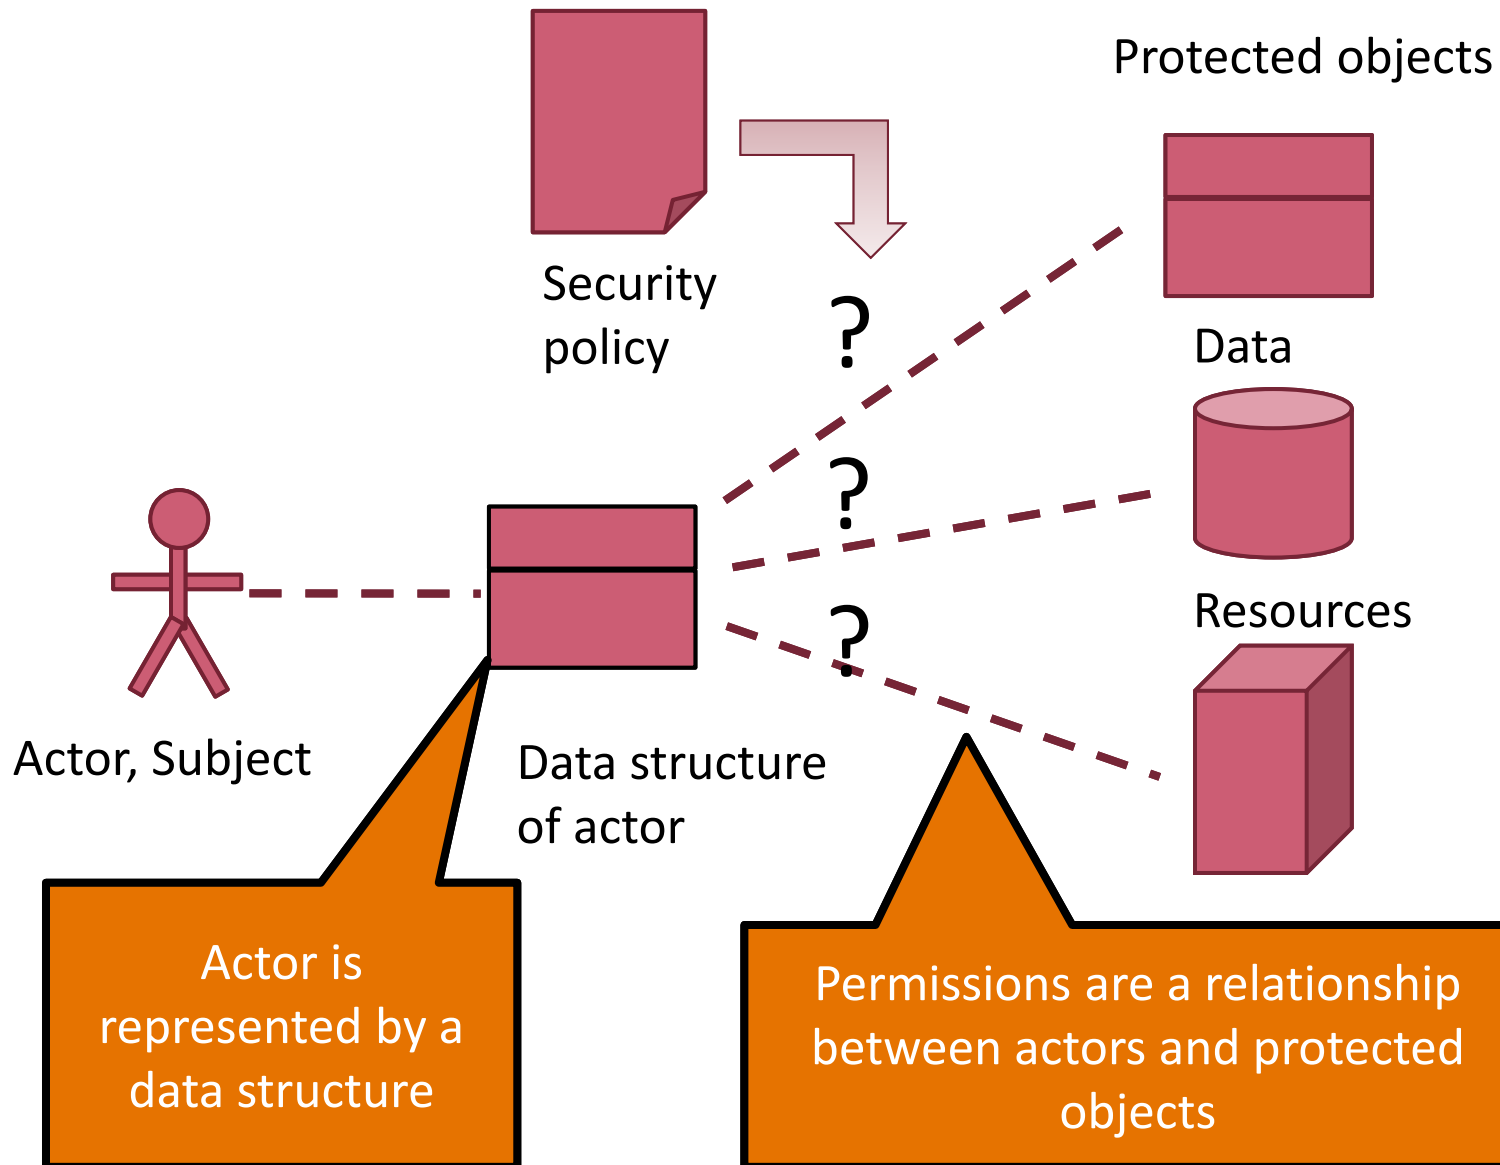 Protected objects
Security
policy
?
Data
?
Resources
?
Actor, Subject
Data structure
of actor
Actor is
represented by a
data structure
Permissions are a relationship
between actors and protected
objects